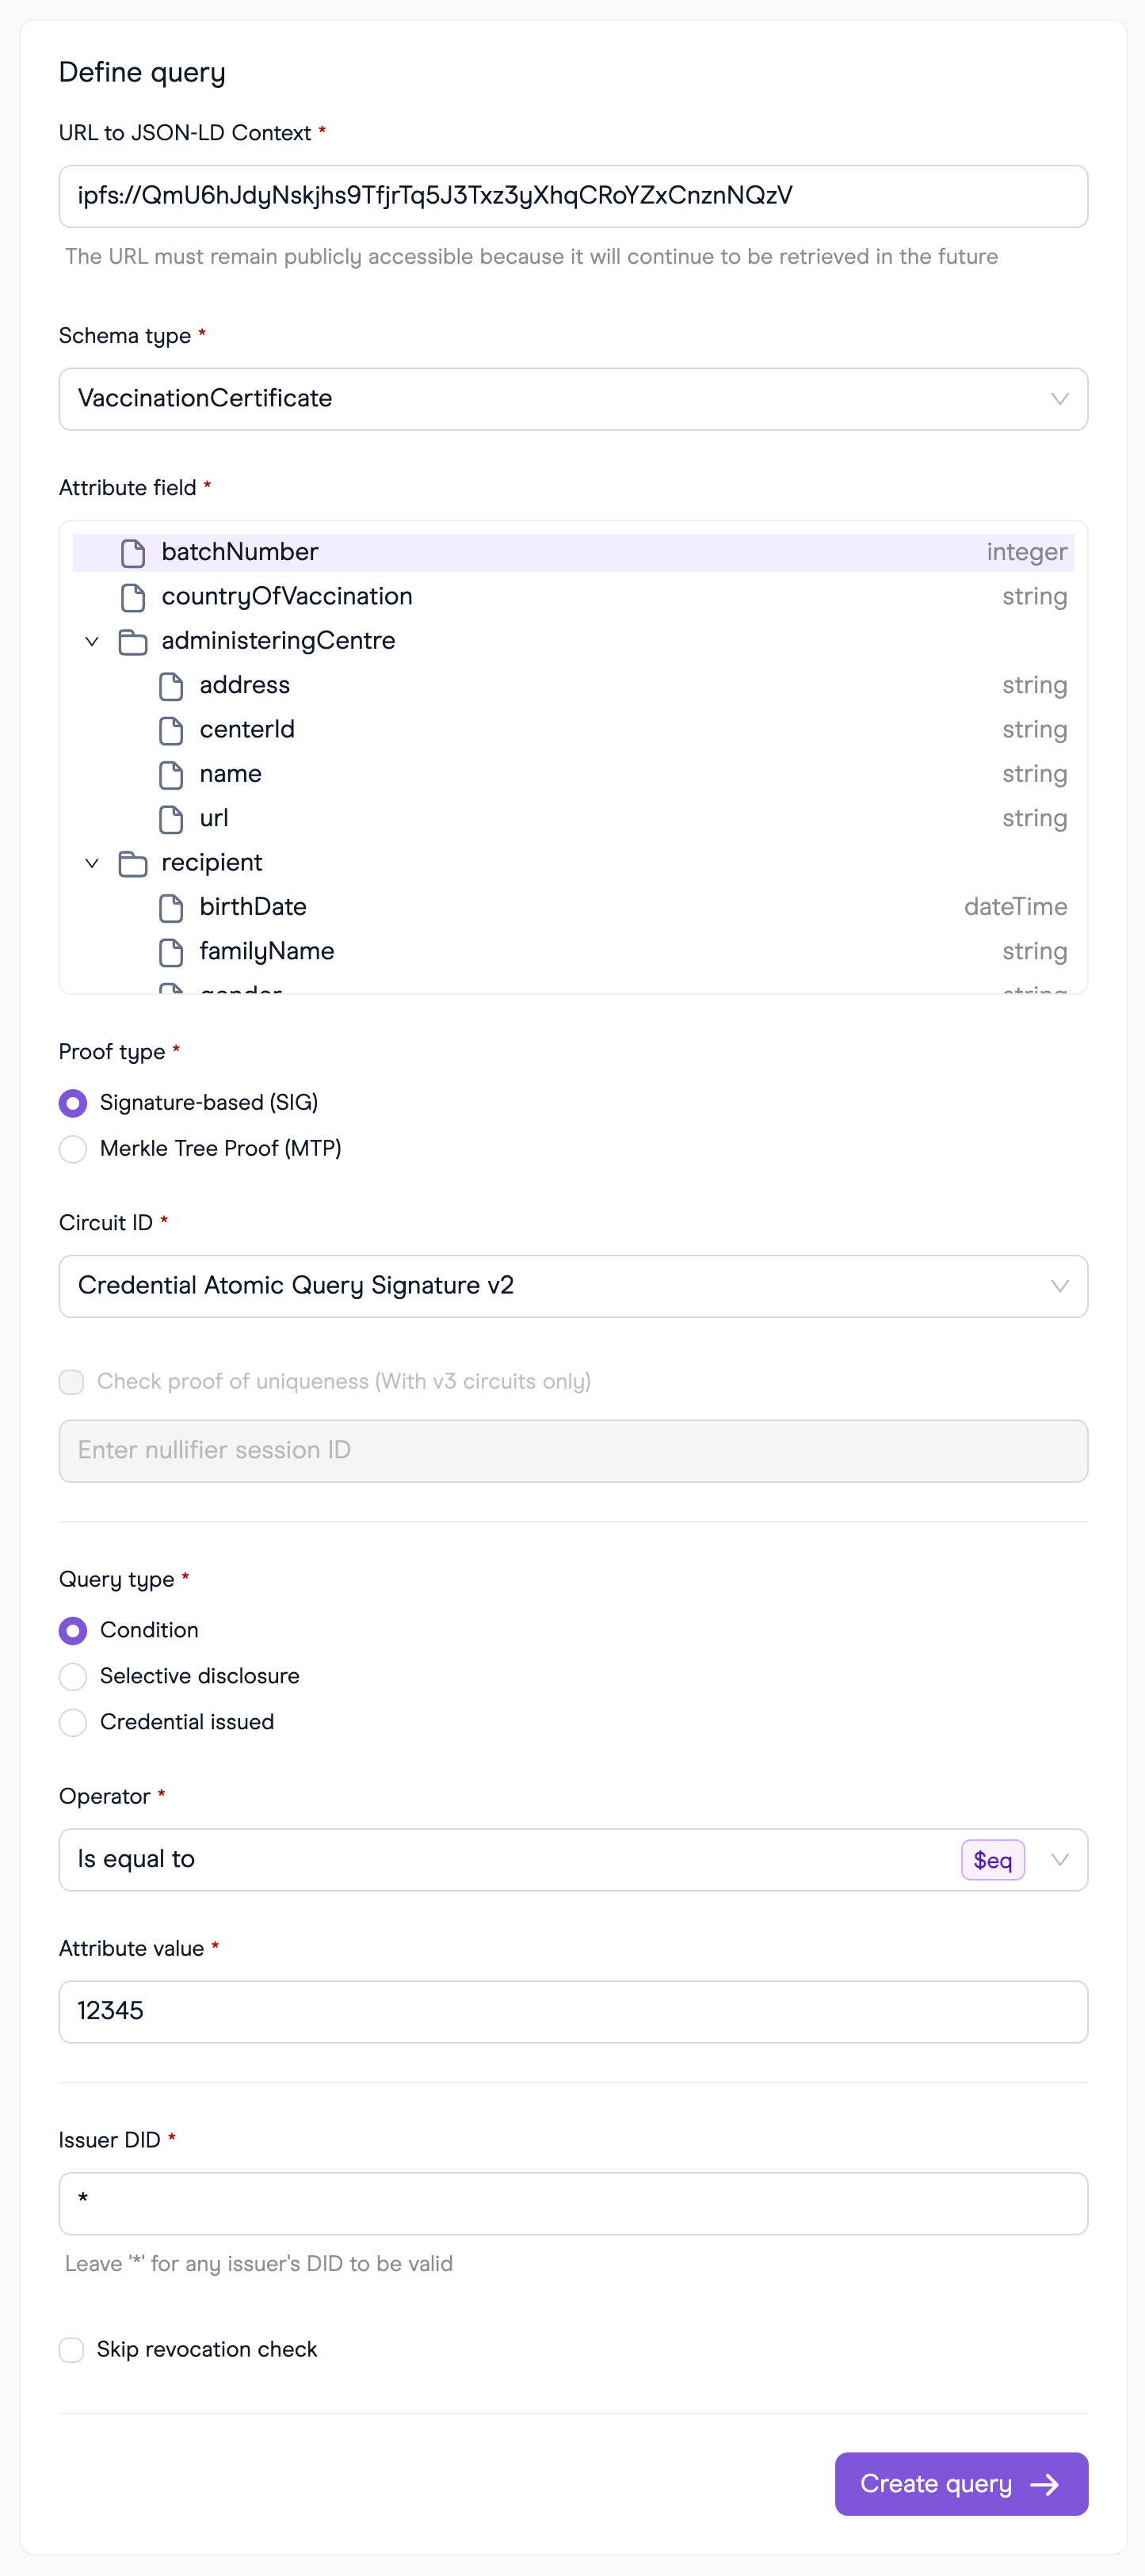 Define query
URL to JSON-LD Context *
ipfs://QmU6hJdyNskjhs9TfjrTq5J3Txz3yXhqCRoYZxCnznNQzV
The URL must remain publicly accessible because it will continue to be retrieved in the future
Schema type *
VaccinationCertificate
Attribute field *
batchNumber integer
countryOfVaccination string
administeringCentre
address string
centerId string
name string
url string
recipient
birthDate dateTime
familyName string
gender string
Proof type *
Signature-based (SIG)
Merkle Tree Proof (MTP)
Circuit ID *
Credential Atomic Query Signature v2
Check proof of uniqueness (With v3 circuits only)
Enter nullifier session ID
Query type *
Condition
Selective disclosure
Credential issued
Operator *
Is equal to $eq
Attribute value *
12345
Issuer DID *
*
Leave '*' for any issuer's DID to be valid
Skip revocation check
Create query →